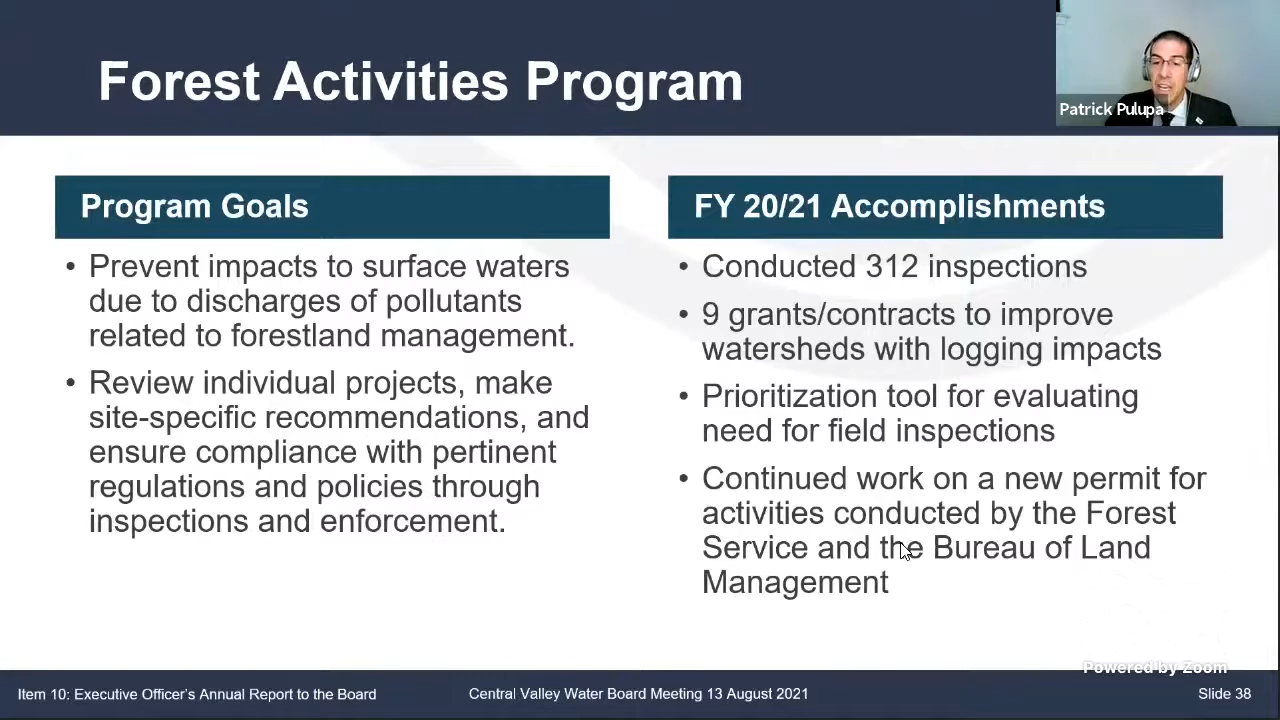 Forest Activities Program
Patrick Pulupa
Program Goals
• Prevent impacts to surface waters
due to discharges of pollutants
related to forestland management.
• Review individual projects, make
site-specific recommendations, and
ensure compliance with pertinent
regulations and policies through
inspections and enforcement.
FY 20/21 Accomplishments
• Conducted 312 inspections
• 9 grants/contracts to improve
watersheds with logging impacts
• Prioritization tool for evaluating
need for field inspections
• Continued work on a new permit for
activities conducted by the Forest
Service and the Bureau of Land
Management
Powered by Zoom
Item 10: Executive Officer's Annual Report to the Board
Central Valley Water Board Meeting 13 August 2021
Slide 38